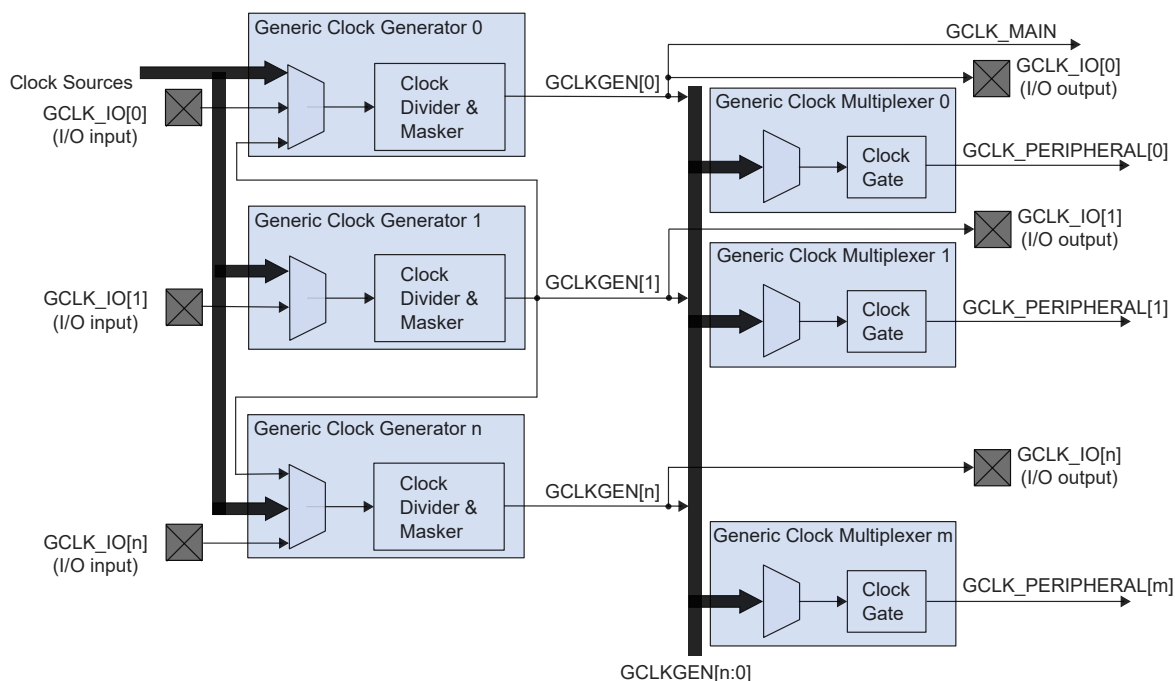 Generic Clock Generator 0
Clock Sources
GCLK_IO[0]
(I/O input)
Clock
Divider &
Masker
GCLKGEN[0]
GCLK_MAIN
GCLK_IO[0]
(I/O output)
Generic Clock Multiplexer 0
Clock
Gate
GCLK_PERIPHERAL[0]
Generic Clock Generator 1
GCLK_IO[1]
(I/O input)
Clock
Divider &
Masker
GCLKGEN[1]
GCLK_IO[1]
(I/O output)
Generic Clock Multiplexer 1
Clock
Gate
GCLK_PERIPHERAL[1]
Generic Clock Generator n
GCLK_IO[n]
(I/O input)
Clock
Divider &
Masker
GCLKGEN[n]
GCLK_IO[n]
(I/O output)
Generic Clock Multiplexer m
Clock
Gate
GCLK_PERIPHERAL[m]
GCLKGEN[n:0]